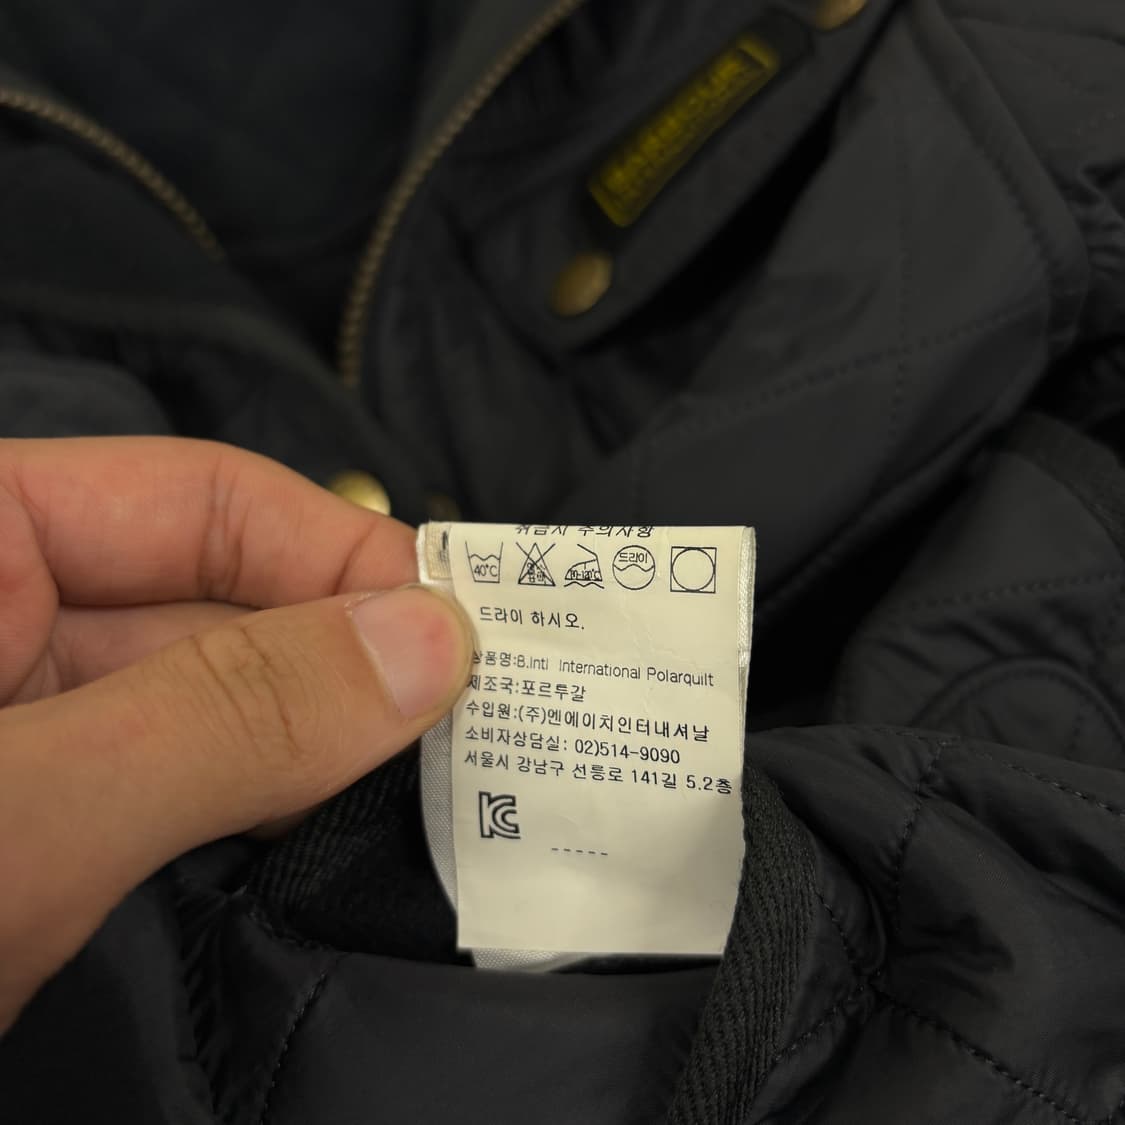 취급시 주의사항
40℃ 80-120℃ 드라이
드라이 하시오.
상품명:B.Intl International Polarquilt
제조국:포르투갈
수입원:(주)엔에이치인터내셔날
소비자상담실: 02)514-9090
서울시 강남구 선릉로 141길 5.2층
KC
-----